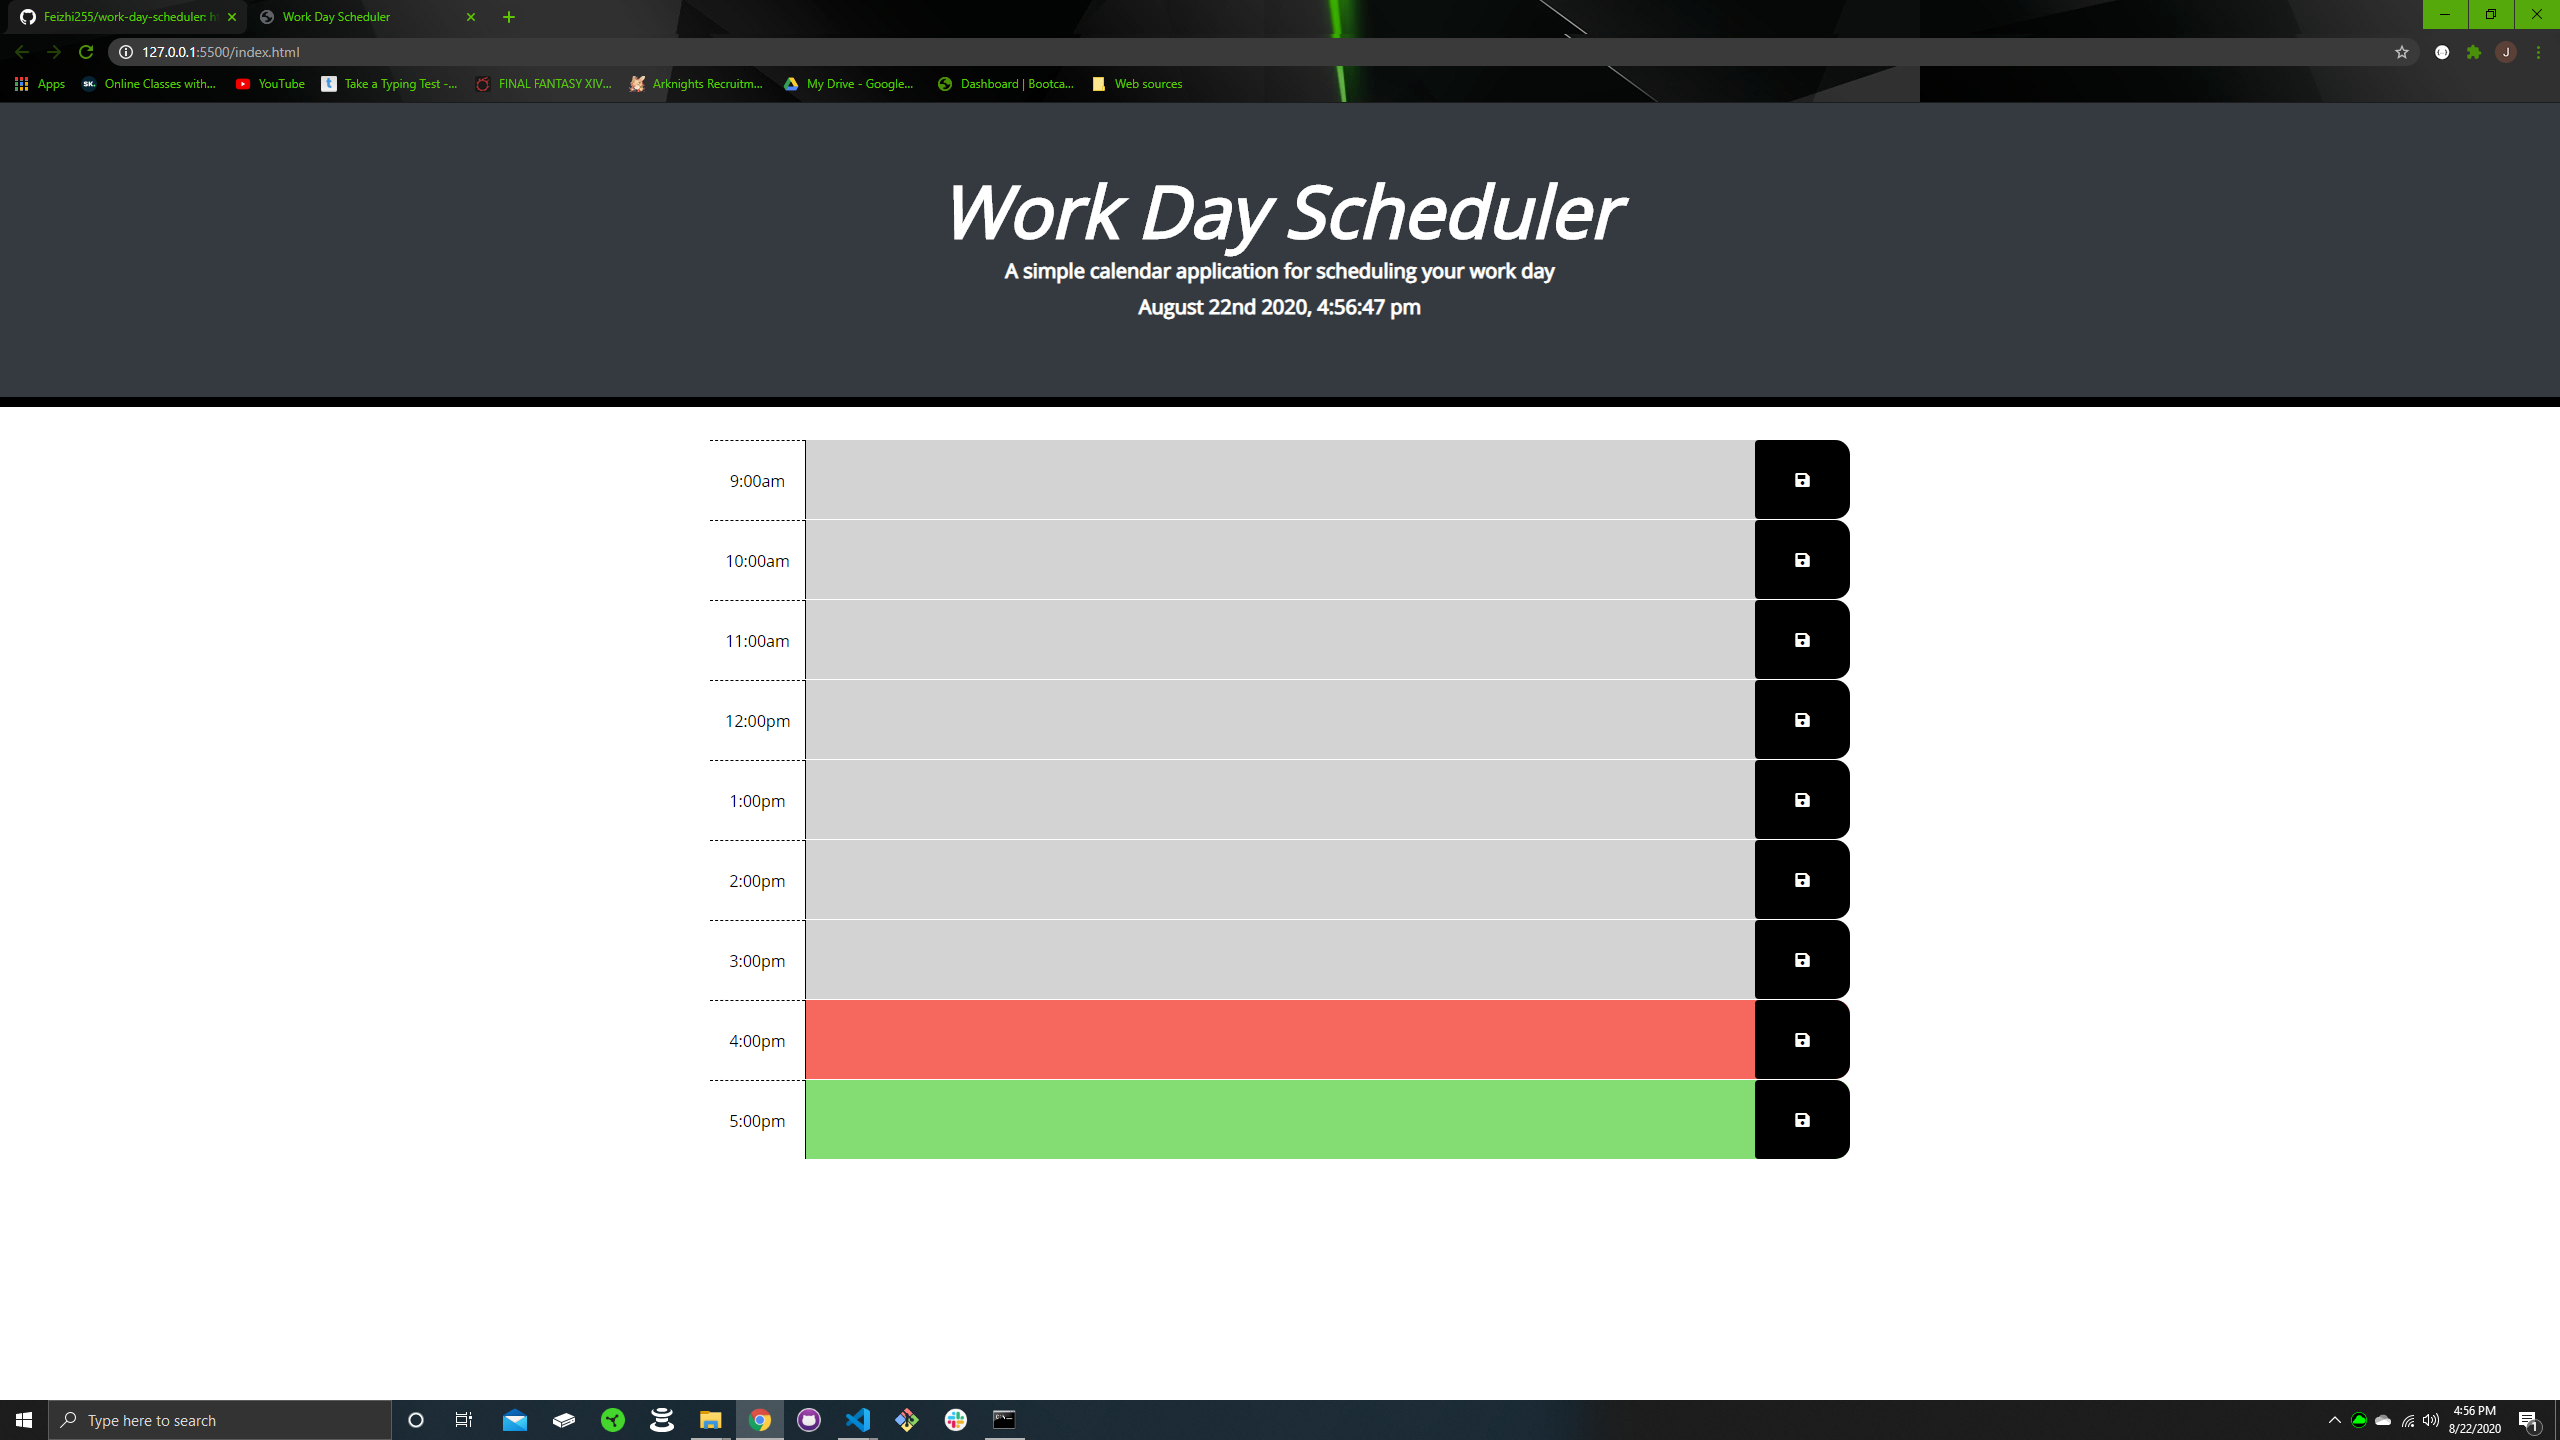 Feizhi255/work-day-scheduler: h
Work Day Scheduler
127.0.0.1:5500/index.html
J
Apps
SK.
Online Classes with...
YouTube
t
Take a Typing Test -...
FINAL FANTASY XIV...
Arknights Recruitm...
My Drive - Google...
Dashboard | Bootca...
Web sources
Work Day Scheduler
A simple calendar application for scheduling your work day
August 22nd 2020, 4:56:47 pm
9:00am
10:00am
11:00am
12:00pm
1:00pm
2:00pm
3:00pm
4:00pm
5:00pm
Type here to search
4:56 PM
8/22/2020
1